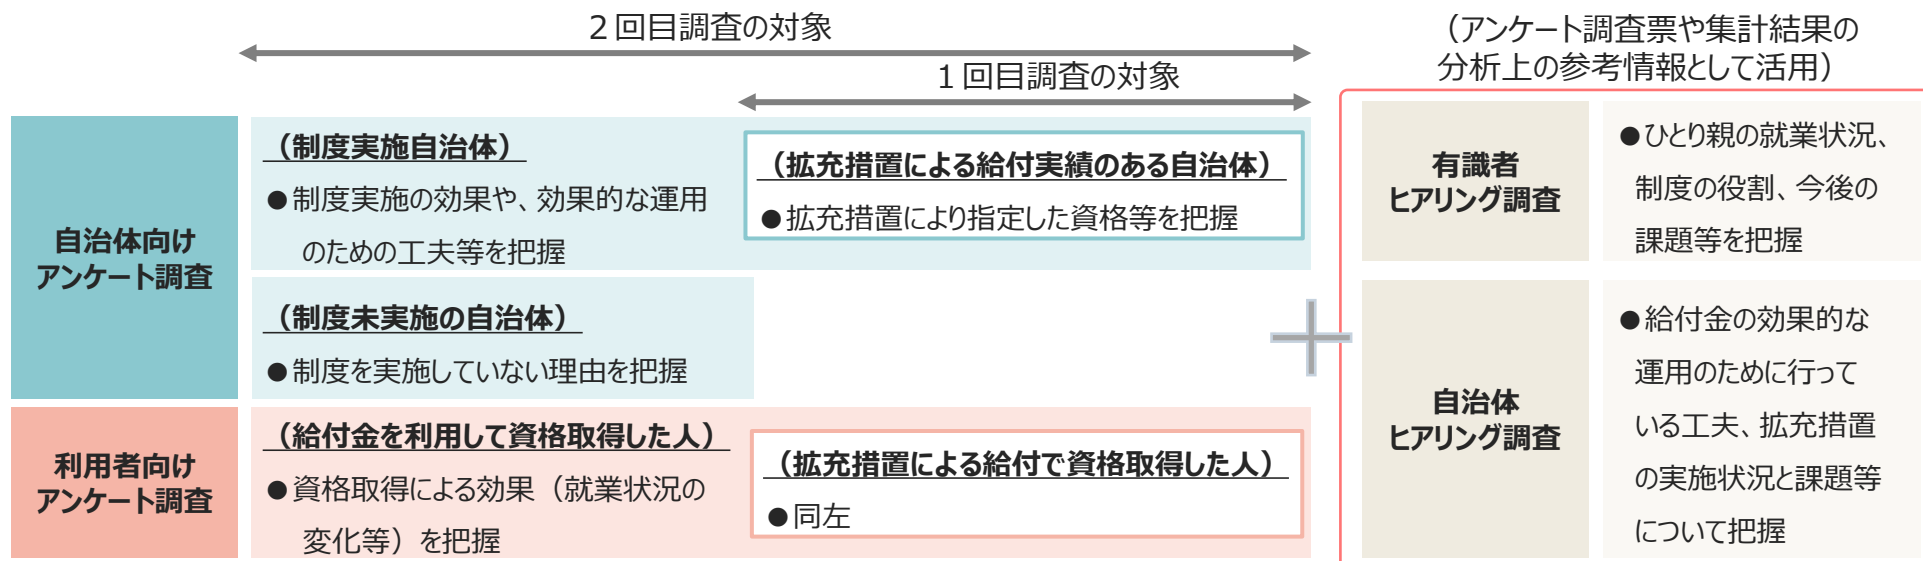 ２回目調査の対象
１回目調査の対象
（アンケート調査票や集計結果の
分析上の参考情報として活用）
自治体向け
アンケート調査
（制度実施自治体）
●制度実施の効果や、効果的な運用
のための工夫等を把握
（拡充措置による給付実績のある自治体）
●拡充措置により指定した資格等を把握
（制度未実施の自治体）
●制度を実施していない理由を把握
利用者向け
アンケート調査
（給付金を利用して資格取得した人）
●資格取得による効果（就業状況の
変化等）を把握
（拡充措置による給付で資格取得した人）
●同左
有識者
ヒアリング調査
●ひとり親の就業状況、
制度の役割、今後の
課題等を把握
自治体
ヒアリング調査
●給付金の効果的な
運用のために行って
いる工夫、拡充措置
の実施状況と課題等
について把握